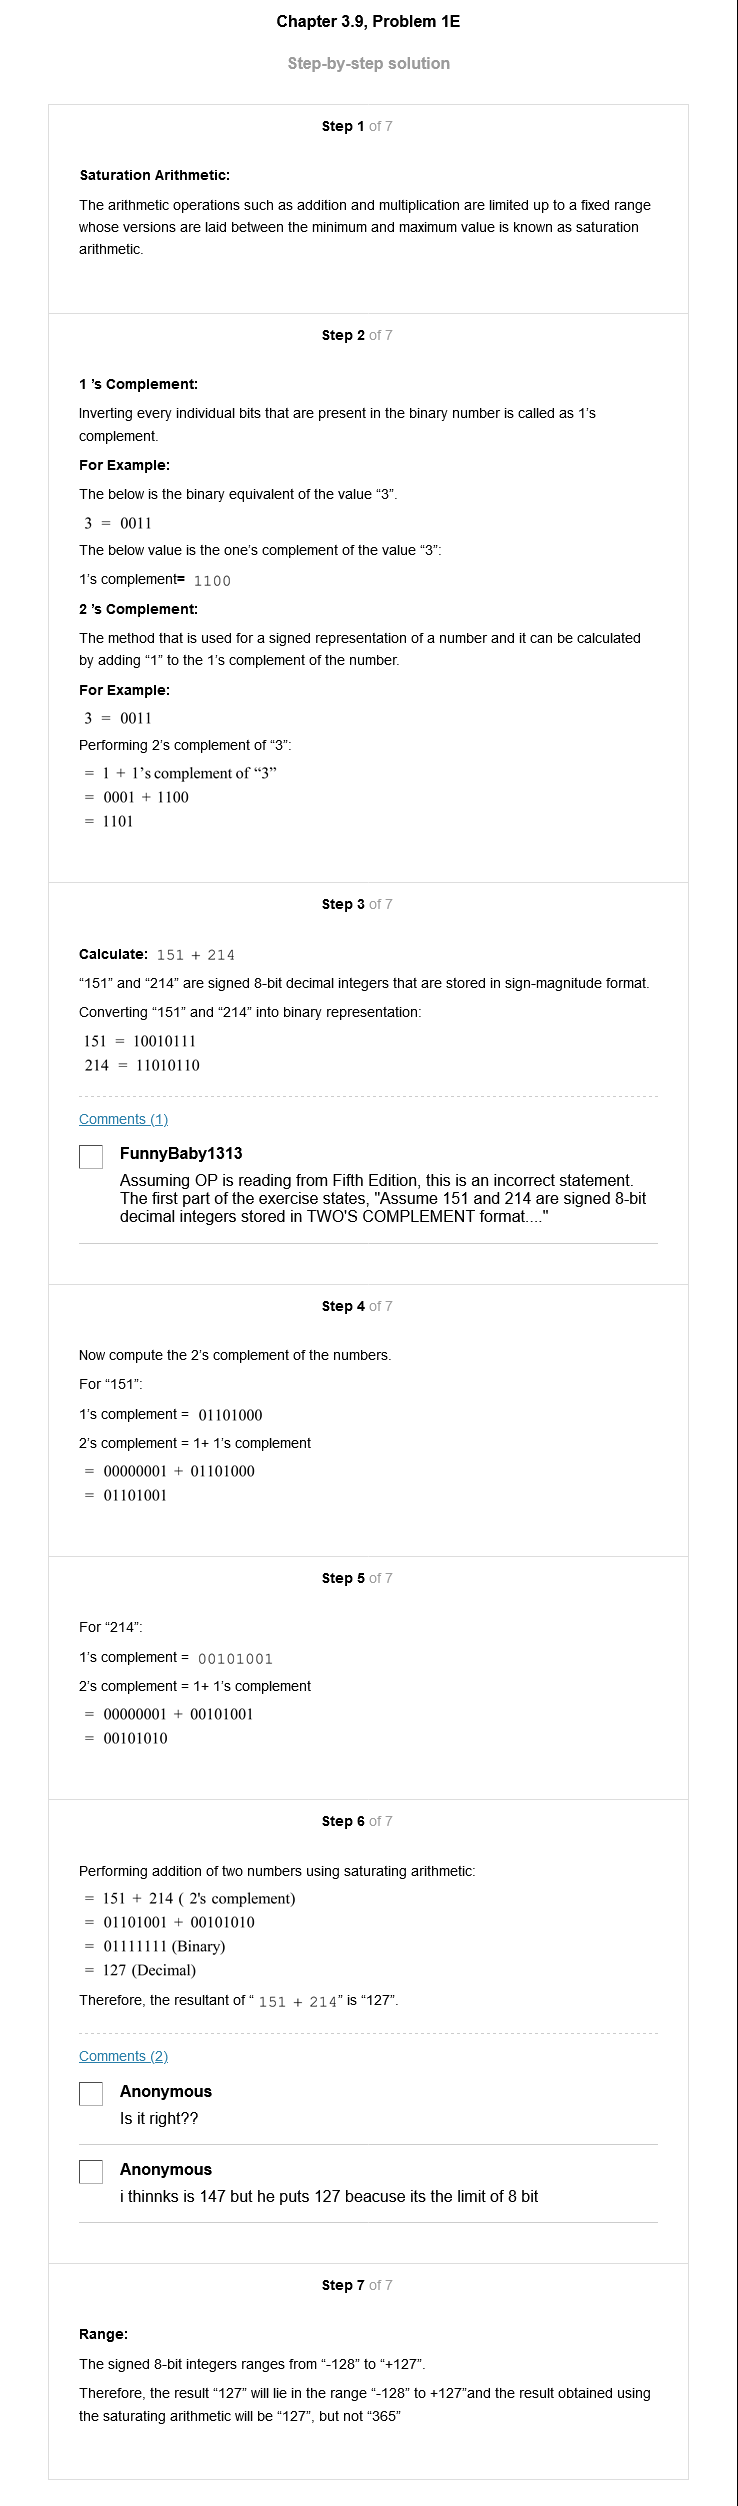 Chapter 3.9, Problem 1E
Step-by-step solution
Step 1 of 7
Saturation Arithmetic:
The arithmetic operations such as addition and multiplication are limited up to a fixed range
whose versions are laid between the minimum and maximum value is known as saturation
arithmetic.
Step 2 of 7
1 ’s Complement:
Inverting every individual bits that are present in the binary number is called as 1’s
complement.
For Example:
The below is the binary equivalent of the value “3”.
3 = 0011
The below value is the one’s complement of the value “3”:
1’s complement= 1100
2 ’s Complement:
The method that is used for a signed representation of a number and it can be calculated
by adding “1” to the 1’s complement of the number.
For Example:
3 = 0011
Performing 2’s complement of “3”:
= 1 + 1’s complement of “3”
= 0001 + 1100
= 1101
Step 3 of 7
Calculate: 151 + 214
“151” and “214” are signed 8-bit decimal integers that are stored in sign-magnitude format.
Converting “151” and “214” into binary representation:
151 = 10010111
214 = 11010110
Comments (1)
FunnyBaby1313
Assuming OP is reading from Fifth Edition, this is an incorrect statement.
The first part of the exercise states, "Assume 151 and 214 are signed 8-bit
decimal integers stored in TWO'S COMPLEMENT format...."
Step 4 of 7
Now compute the 2’s complement of the numbers.
For “151”:
1’s complement = 01101000
2’s complement = 1+ 1’s complement
= 00000001 + 01101000
= 01101001
Step 5 of 7
For “214”:
1’s complement = 00101001
2’s complement = 1+ 1’s complement
= 00000001 + 00101001
= 00101010
Step 6 of 7
Performing addition of two numbers using saturating arithmetic:
= 151 + 214 ( 2's complement)
= 01101001 + 00101010
= 01111111 (Binary)
= 127 (Decimal)
Therefore, the resultant of “ 151 + 214” is “127”.
Comments (2)
Anonymous
Is it right??
Anonymous
i thinnks is 147 but he puts 127 beacuse its the limit of 8 bit
Step 7 of 7
Range:
The signed 8-bit integers ranges from “-128” to “+127”.
Therefore, the result “127” will lie in the range “-128” to +127”and the result obtained using
the saturating arithmetic will be “127”, but not “365”